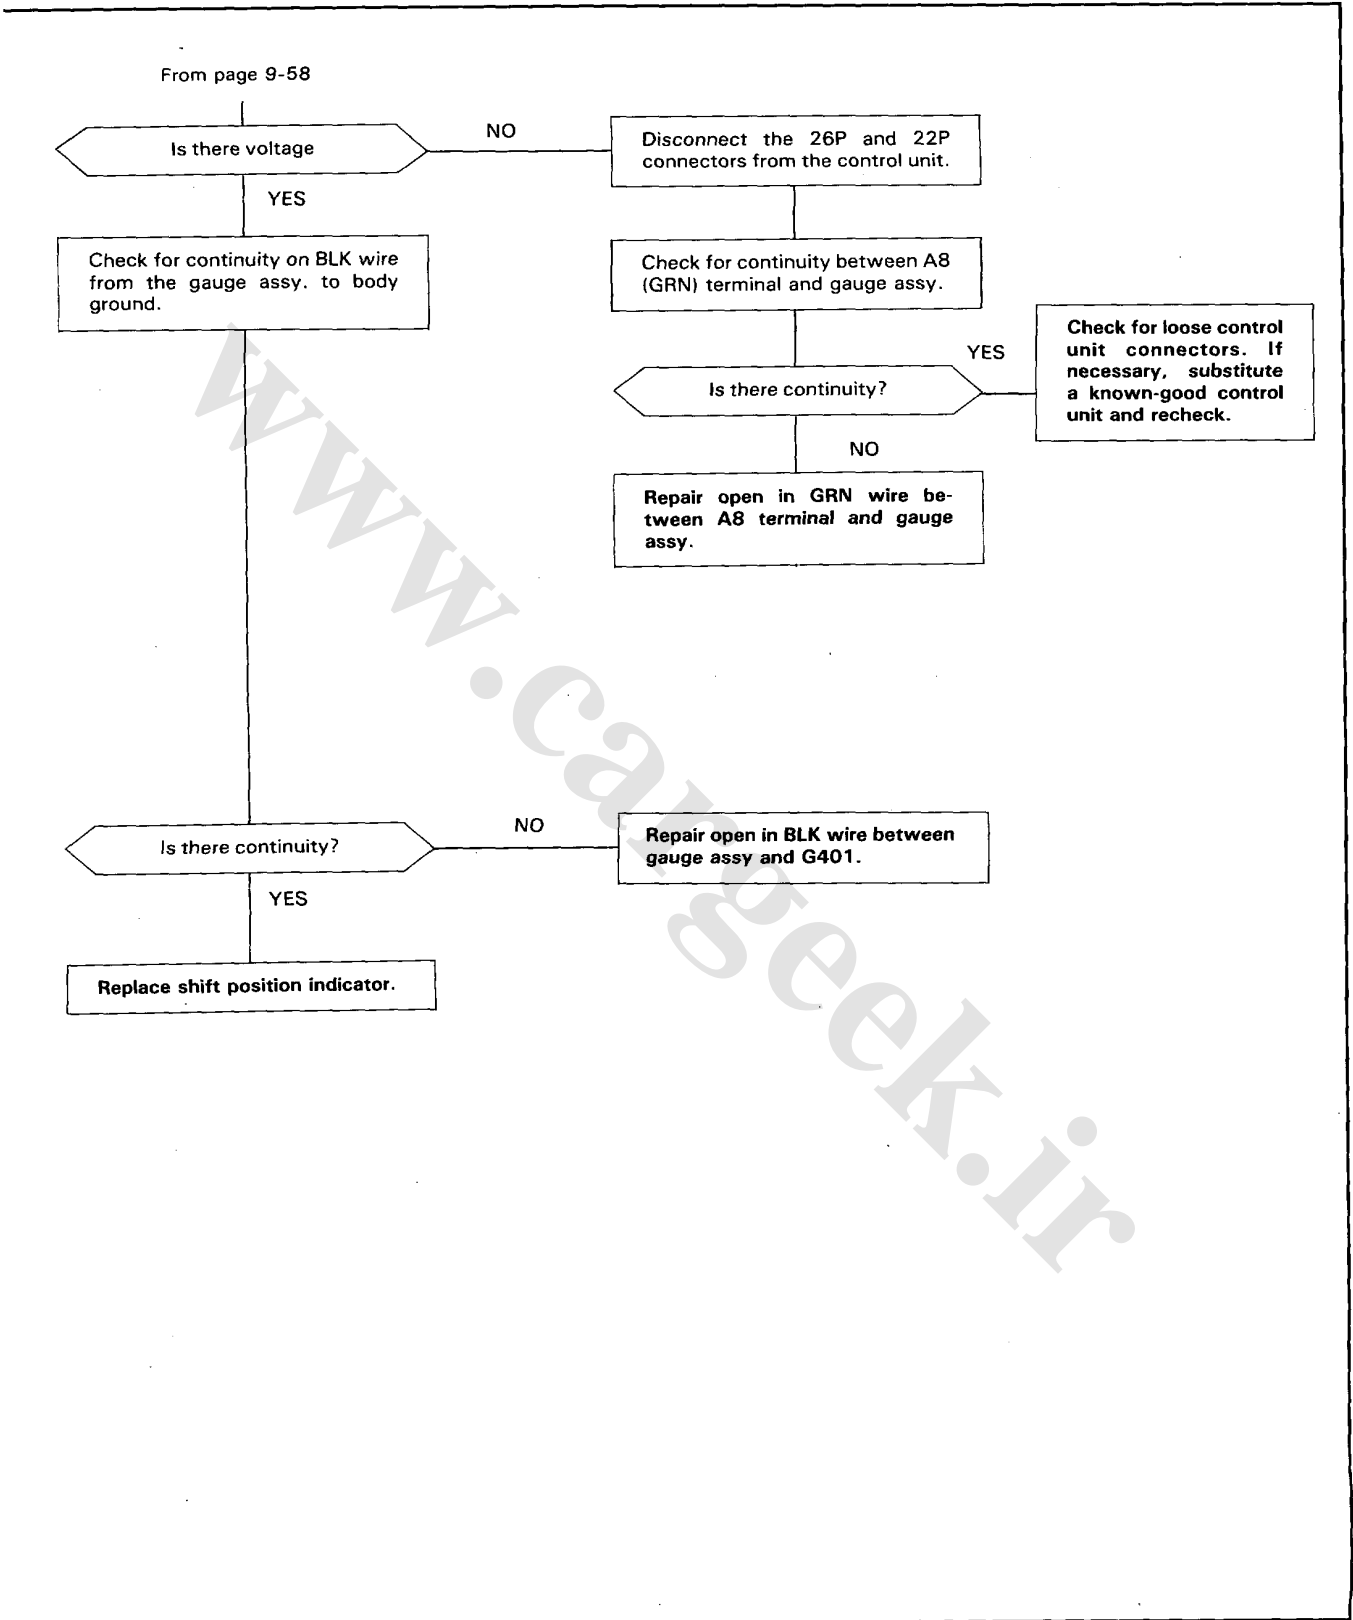 From page 9-58
Is there voltage
NO
Disconnect the 26P and 22P
connectors from the control unit.
YES
Check for continuity on BLK wire
from the gauge assy. to body
ground.
Check for continuity between A8
(GRN) terminal and gauge assy.
Is there continuity?
YES
Check for loose control
unit connectors. If
necessary, substitute
a known-good control
unit and recheck.
NO
Repair open in GRN wire be-
tween A8 terminal and gauge
assy.
Is there continuity?
NO
Repair open in BLK wire between
gauge assy and G401.
YES
Replace shift position indicator.
www.cargeek.ir